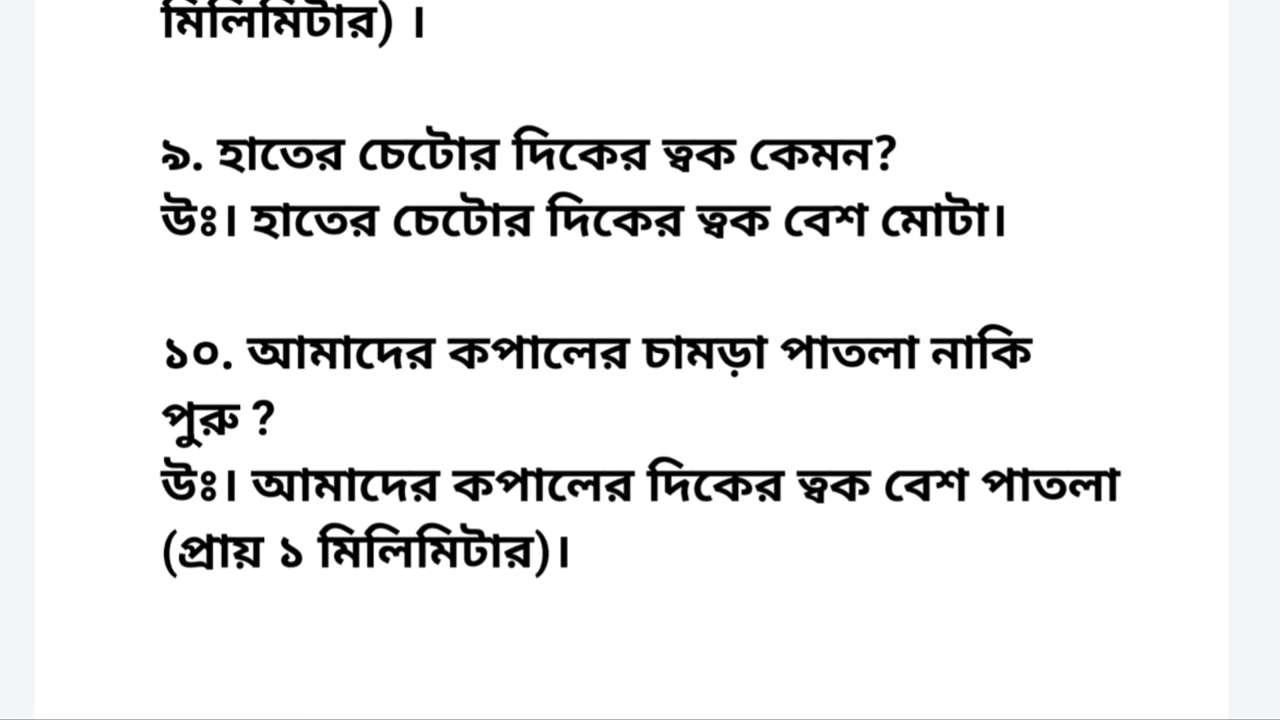 মিলিমিটার) ।
৯. হাতের চেটোর দিকের ত্বক কেমন?
উঃ। হাতের চেটোর দিকের ত্বক বেশ মোটা।
১০. আমাদের কপালের চামড়া পাতলা নাকি
পুরু ?
উঃ। আমাদের কপালের দিকের ত্বক বেশ পাতলা
(প্রায় ১ মিলিমিটার)।